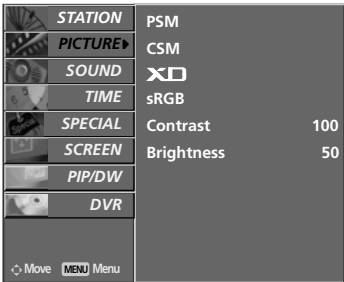 STATION
PICTURE
SOUND
TIME
SPECIAL
SCREEN
PIP/DW
DVR
Move MENU Menu
PSM
CSM
XD
sRGB
Contrast 100
Brightness 50